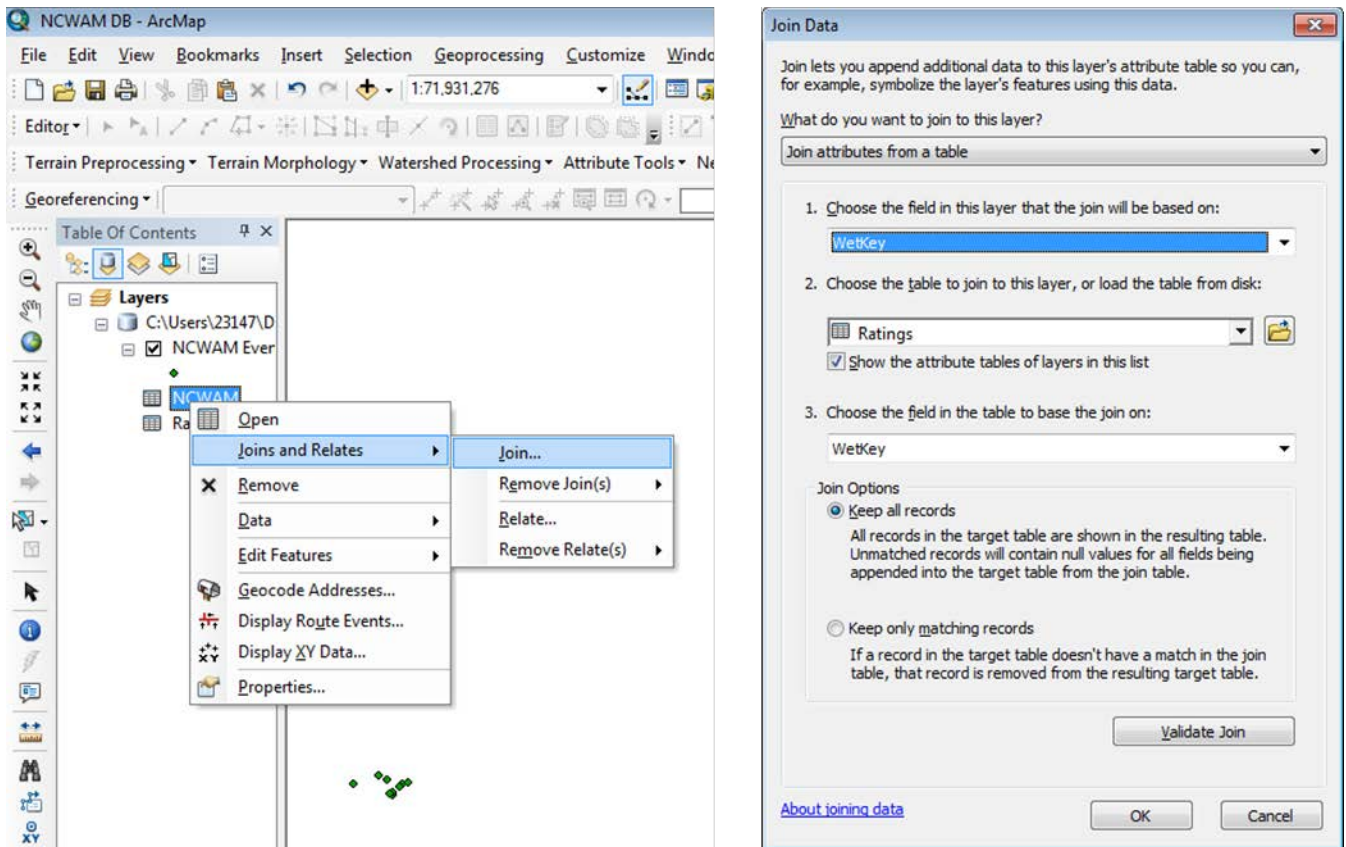 NCWAM DB - ArcMap
File Edit View Bookmarks Insert Selection Geoprocessing Customize Windo
1:71,931,276
Editor
Terrain Preprocessing Terrain Morphology Watershed Processing Attribute Tools Ne
Georeferencing
Table Of Contents
Layers
C:\Users\23147\D
NCWAM Ever
NCWAM
Ra
Open
Joins and Relates
Remove
Data
Edit Features
Geocode Addresses...
Display Route Events...
Display XY Data...
Properties...
Join...
Remove Join(s)
Relate...
Remove Relate(s)
XY
Join Data
Join lets you append additional data to this layer's attribute table so you can,
for example, symbolize the layer's features using this data.
What do you want to join to this layer?
Join attributes from a table
1. Choose the field in this layer that the join will be based on:
WetKey
2. Choose the table to join to this layer, or load the table from disk:
Ratings
Show the attribute tables of layers in this list
3. Choose the field in the table to base the join on:
WetKey
Join Options
Keep all records
All records in the target table are shown in the resulting table.
Unmatched records will contain null values for all fields being
appended into the target table from the join table.
Keep only matching records
If a record in the target table doesn't have a match in the join
table, that record is removed from the resulting target table.
Validate Join
About joining data
OK
Cancel